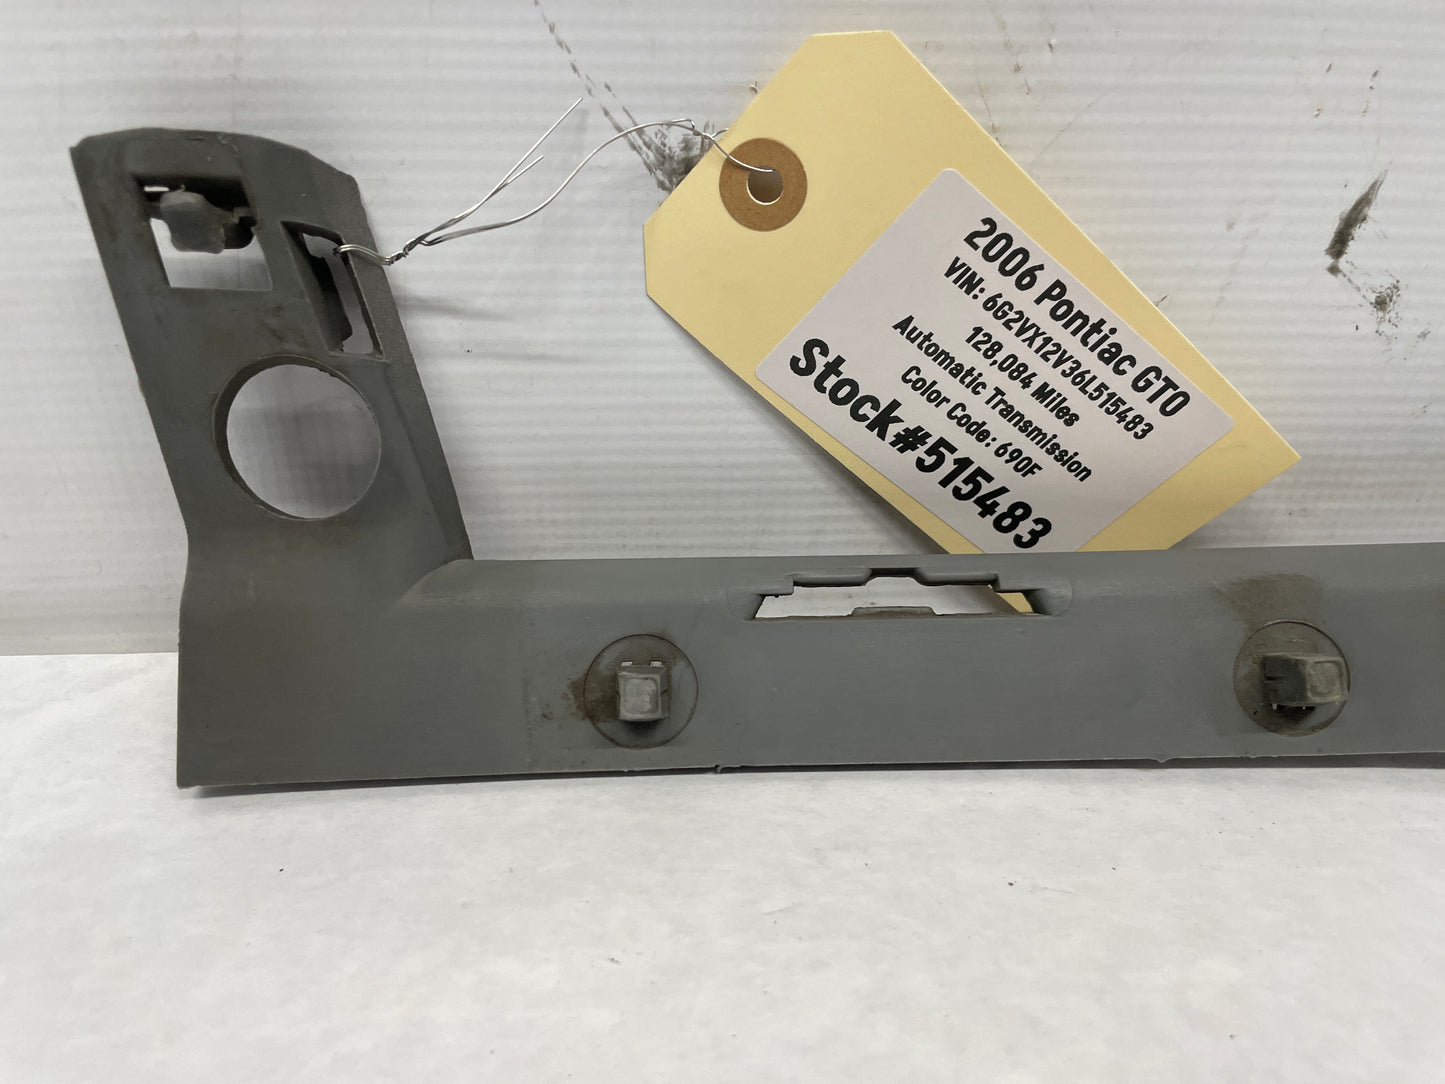 2006 Pontiac GTO
VIN: 6G2VX12V36L515483
128,084 Miles
Automatic Transmission
Color Code: 690F
Stock#515483